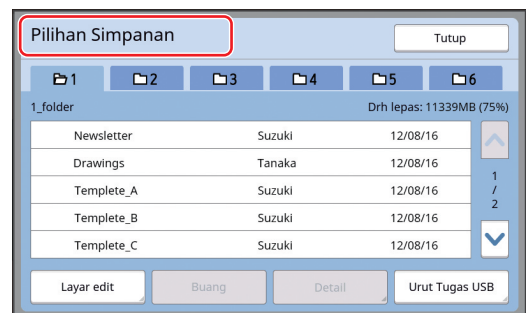 Pilihan Simpanan
Tutup
1 2 3 4 5 6
1_folder Drh lepas: 11339MB (75%)
Newsletter Suzuki 12/08/16
Drawings Tanaka 12/08/16
Templete_A Suzuki 12/08/16
Templete_B Suzuki 12/08/16
Templete_C Suzuki 12/08/16
1
/
2
Layar edit Buang Detail Urut Tugas USB